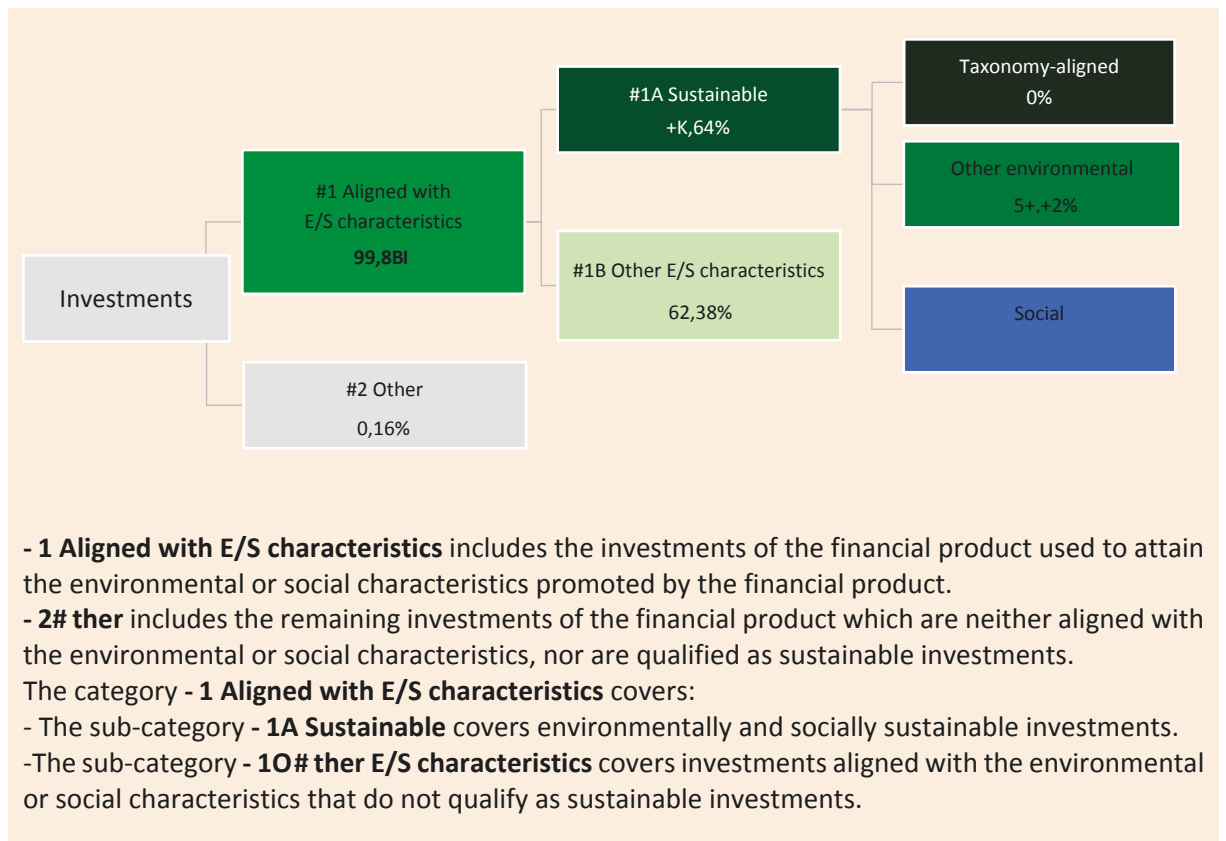 Investments
#1 Aligned with
E/S characteristics
99,8BI
#2 Other
0,16%
#1A Sustainable
+K,64%
#1B Other E/S characteristics
62,38%
Taxonomy-aligned
0%
Other environmental
5+,+2%
Social
- 1 Aligned with E/S characteristics includes the investments of the financial product used to attain
the environmental or social characteristics promoted by the financial product.
- 2# ther includes the remaining investments of the financial product which are neither aligned with
the environmental or social characteristics, nor are qualified as sustainable investments.
The category - 1 Aligned with E/S characteristics covers:
- The sub-category - 1A Sustainable covers environmentally and socially sustainable investments.
-The sub-category - 1O# ther E/S characteristics covers investments aligned with the environmental
or social characteristics that do not qualify as sustainable investments.